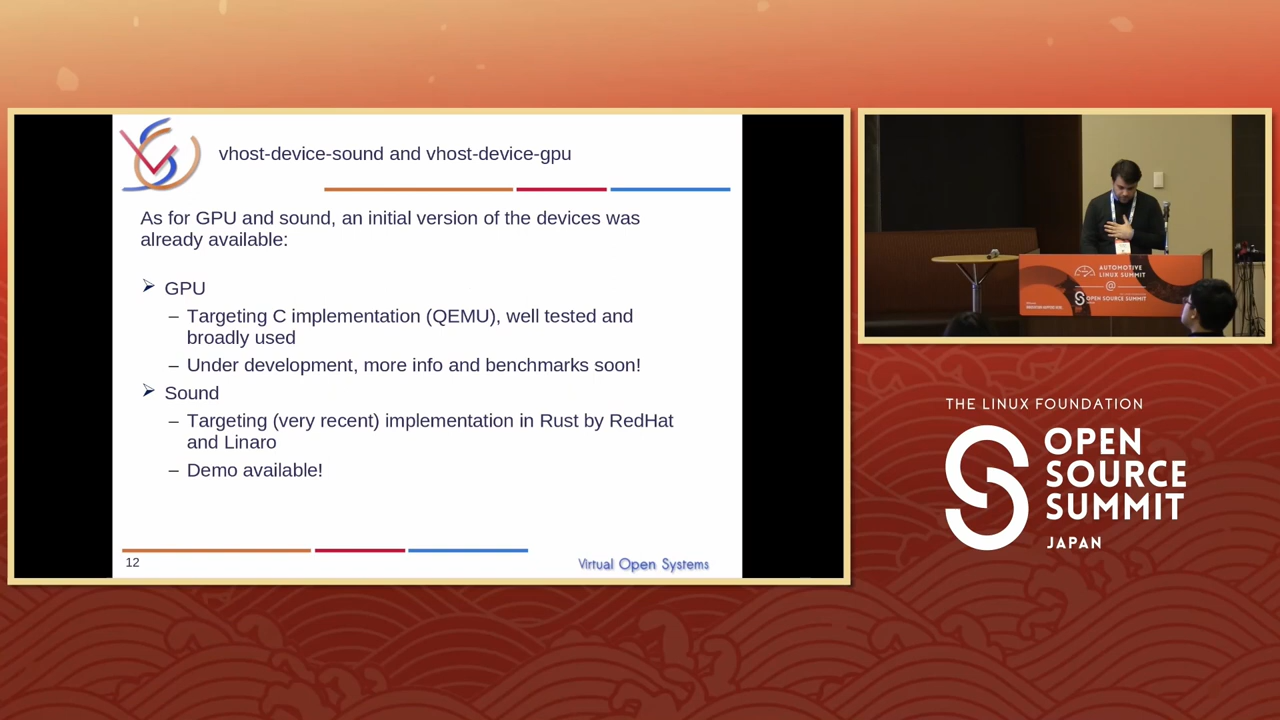 vhost-device-sound and vhost-device-gpu
As for GPU and sound, an initial version of the devices was
already available:
GPU
– Targeting C implementation (QEMU), well tested and
broadly used
– Under development, more info and benchmarks soon!
Sound
– Targeting (very recent) implementation in Rust by RedHat
and Linaro
– Demo available!
12
Virtual Open Systems
AUTOMOTIVE
LINUX SUMMIT
@
OPEN SOURCE SUMMIT
THE LINUX FOUNDATION
OPEN
SOURCE
SUMMIT
JAPAN